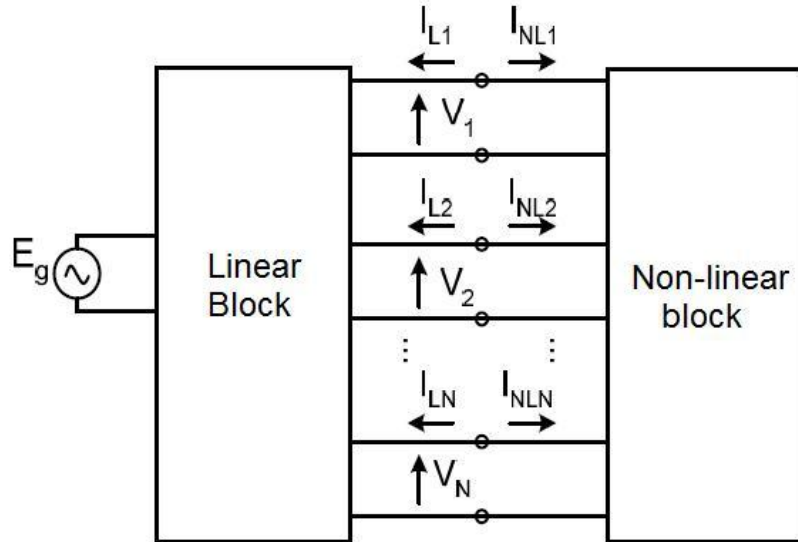 I_L1 I_NL1
V_1
I_L2 I_NL2
E_g
Linear
Block
V_2
Non-linear
block
⋮ ⋮
I_LN I_NLN
V_N